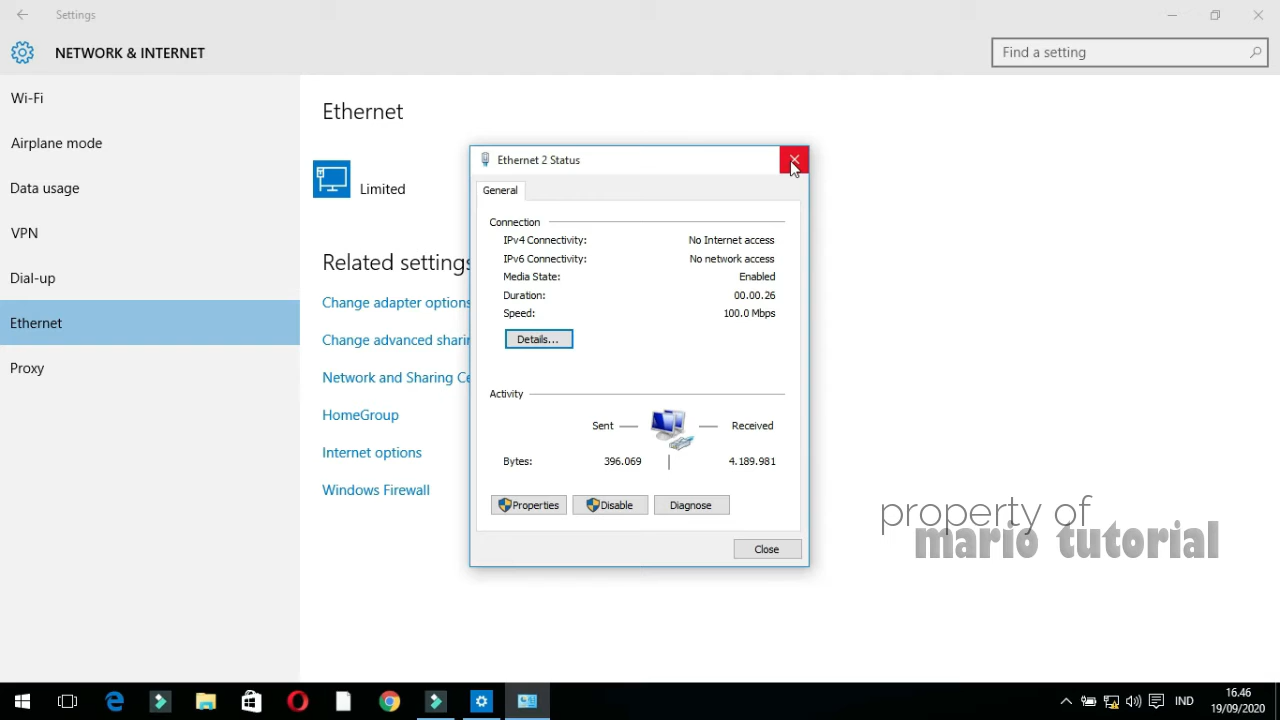 Settings
NETWORK & INTERNET
Find a setting
Wi-Fi
Airplane mode
Data usage
VPN
Dial-up
Ethernet
Proxy
Ethernet
Limited
Related settings
Change adapter options
Change advanced sharin
Network and Sharing Ce
HomeGroup
Internet options
Windows Firewall
Ethernet 2 Status
General
Connection
IPv4 Connectivity: No Internet access
IPv6 Connectivity: No network access
Media State: Enabled
Duration: 00.00.26
Speed: 100.0 Mbps
Details...
Activity
Sent Received
Bytes: 396.069 4.189.981
Properties Disable Diagnose
Close
property of
mario tutorial
IND
16.46
19/09/2020